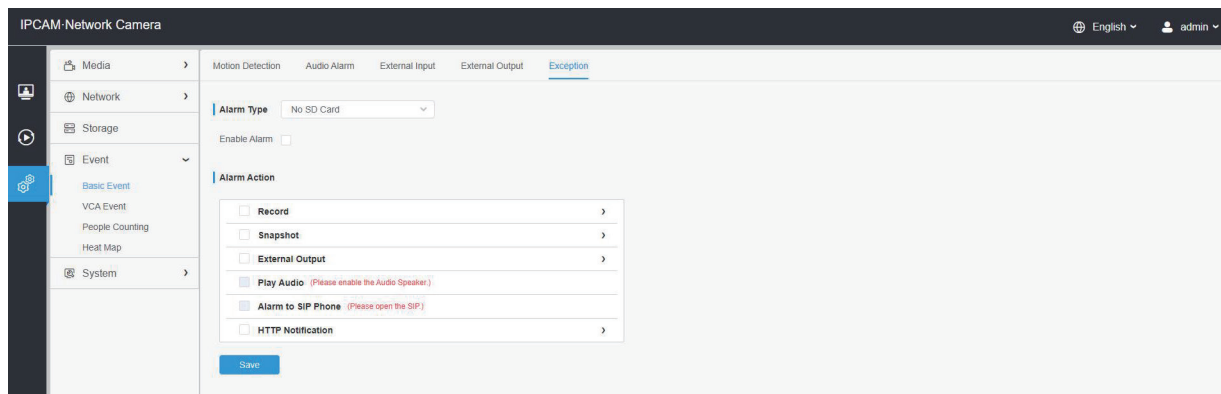 IPCAM·Network Camera
English
admin
Media
Network
Storage
Event
Basic Event
VCA Event
People Counting
Heat Map
System
Motion Detection Audio Alarm External Input External Output Exception
Alarm Type No SD Card
Enable Alarm
Alarm Action
Record
Snapshot
External Output
Play Audio (Please enable the Audio Speaker.)
Alarm to SIP Phone (Please open the SIP.)
HTTP Notification
Save